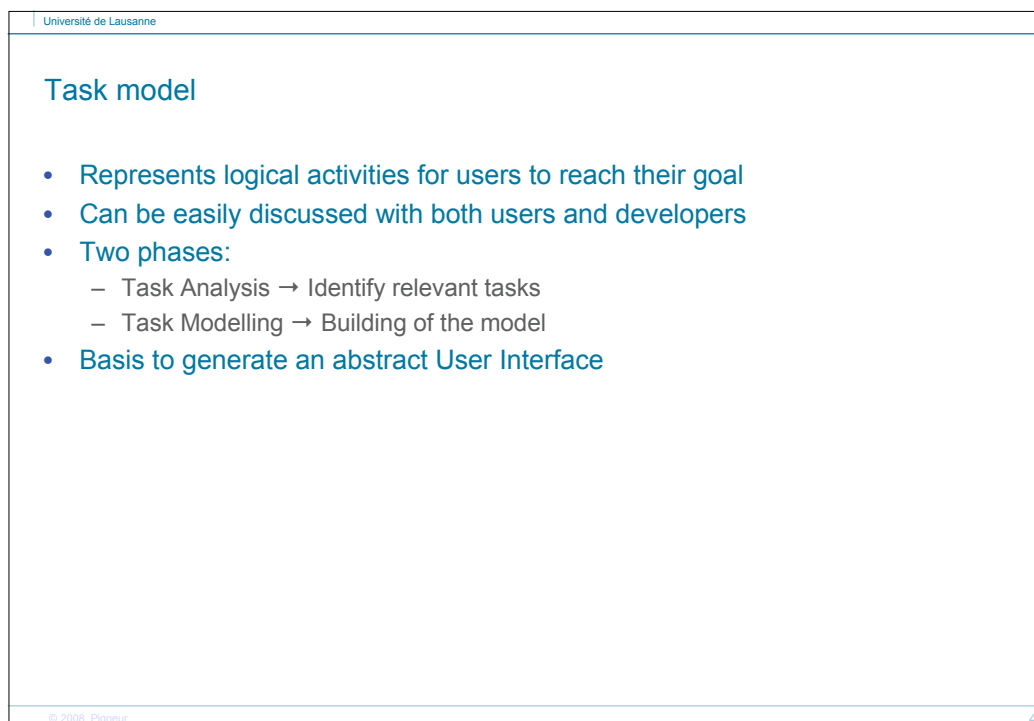 Université de Lausanne
Task model
• Represents logical activities for users to reach their goal
• Can be easily discussed with both users and developers
• Two phases:
– Task Analysis → Identify relevant tasks
– Task Modelling → Building of the model
• Basis to generate an abstract User Interface
© 2008, Pigneur